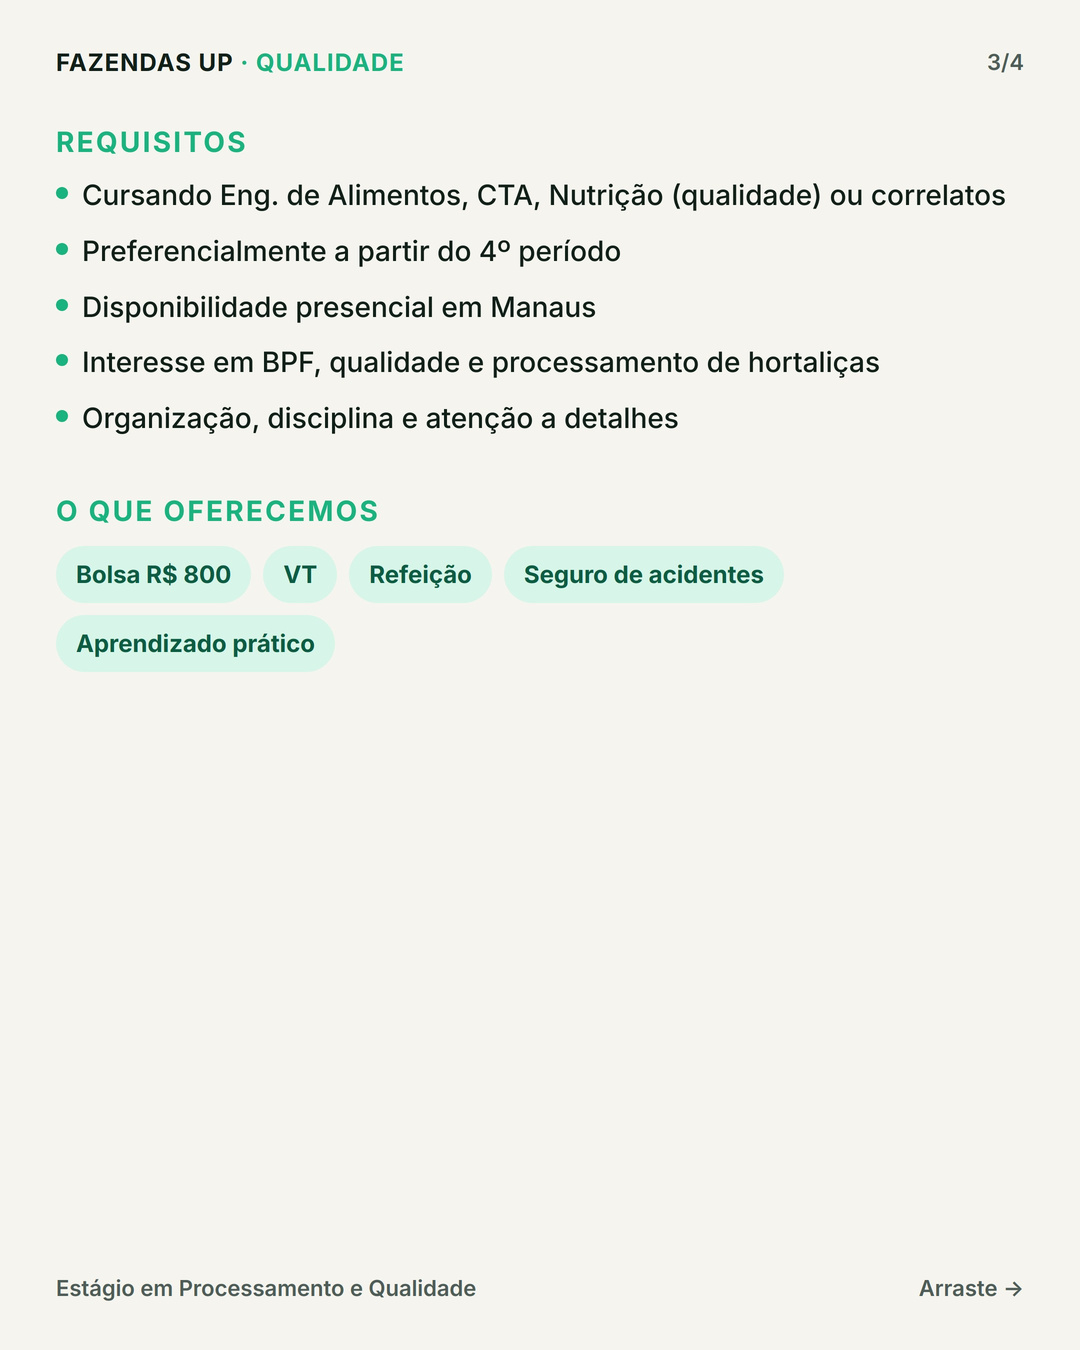 FAZENDAS UP · QUALIDADE 3/4
REQUISITOS
• Cursando Eng. de Alimentos, CTA, Nutrição (qualidade) ou correlatos
• Preferencialmente a partir do 4º período
• Disponibilidade presencial em Manaus
• Interesse em BPF, qualidade e processamento de hortaliças
• Organização, disciplina e atenção a detalhes
O QUE OFERECEMOS
Bolsa R$ 800 VT Refeição Seguro de acidentes
Aprendizado prático
Estágio em Processamento e Qualidade Arraste →